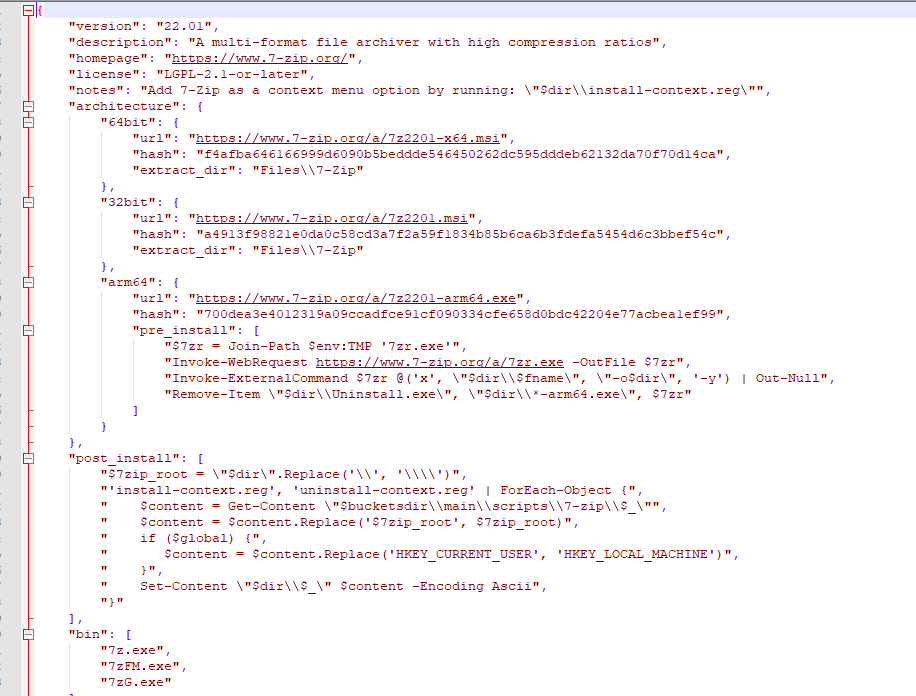 {
"version": "22.01",
"description": "A multi-format file archiver with high compression ratios",
"homepage": "https://www.7-zip.org/",
"license": "LGPL-2.1-or-later",
"notes": "Add 7-Zip as a context menu option by running: \"$dir\\install-context.reg\"",
"architecture": {
"64bit": {
"url": "https://www.7-zip.org/a/7z2201-x64.msi",
"hash": "f4afba646166999d6090b5beddde546450262dc595dddeb62132da70f70d14ca",
"extract_dir": "Files\\7-Zip"
},
"32bit": {
"url": "https://www.7-zip.org/a/7z2201.msi",
"hash": "a4913f98821e0da0c58cd3a7f2a59f1834b85b6ca6b3fdefa5454d6c3bbef54c",
"extract_dir": "Files\\7-Zip"
},
"arm64": {
"url": "https://www.7-zip.org/a/7z2201-arm64.exe",
"hash": "700dea3e4012319a09ccadfce91cf090334cfe658d0bdc42204e77acbea1ef99",
"pre_install": [
"$7zr = Join-Path $env:TMP '7zr.exe'",
"Invoke-WebRequest https://www.7-zip.org/a/7zr.exe -OutFile $7zr",
"Invoke-ExternalCommand $7zr @('x', \"$dir\\$fname\", \"-o$dir\", '-y') | Out-Null",
"Remove-Item \"$dir\\Uninstall.exe\", \"$dir\\*-arm64.exe\", $7zr"
]
}
},
"post_install": [
"$7zip_root = \"$dir\".Replace('\\', '\\\\')",
"'install-context.reg', 'uninstall-context.reg' | ForEach-Object {",
"    $content = Get-Content \"$bucketsdir\\main\\scripts\\7-zip\\$_\"",
"    $content = $content.Replace('$7zip_root', $7zip_root)",
"    if ($global) {",
"       $content = $content.Replace('HKEY_CURRENT_USER', 'HKEY_LOCAL_MACHINE')",
"    }",
"    Set-Content \"$dir\\$_\" $content -Encoding Ascii",
"}"
],
"bin": [
"7z.exe",
"7zFM.exe",
"7zG.exe"